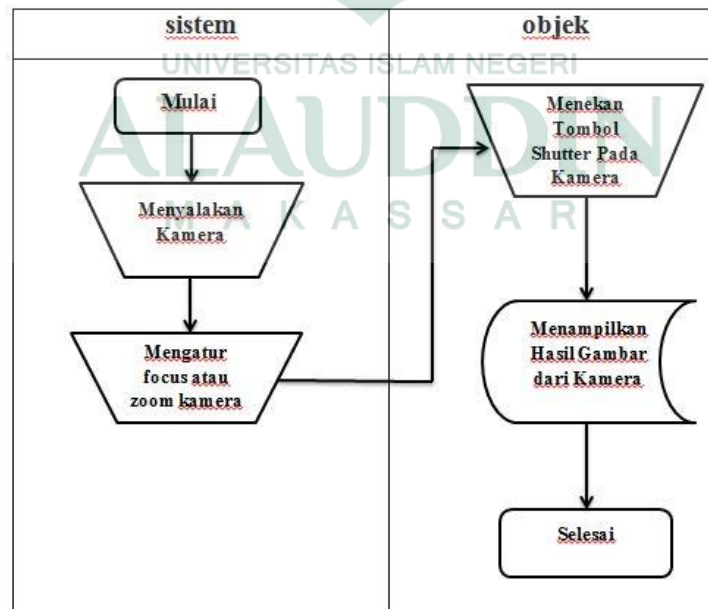 sistem
objek
UNIVERSITAS ISLAM NEGERI
ALAUDDIN
MAKASSAR
Mulai
Menyalakan
Kamera
Mengatur
focus atau
zoom kamera
Menekan
Tombol
Shutter Pada
Kamera
Menampilkan
Hasil Gambar
dari Kamera
Selesai